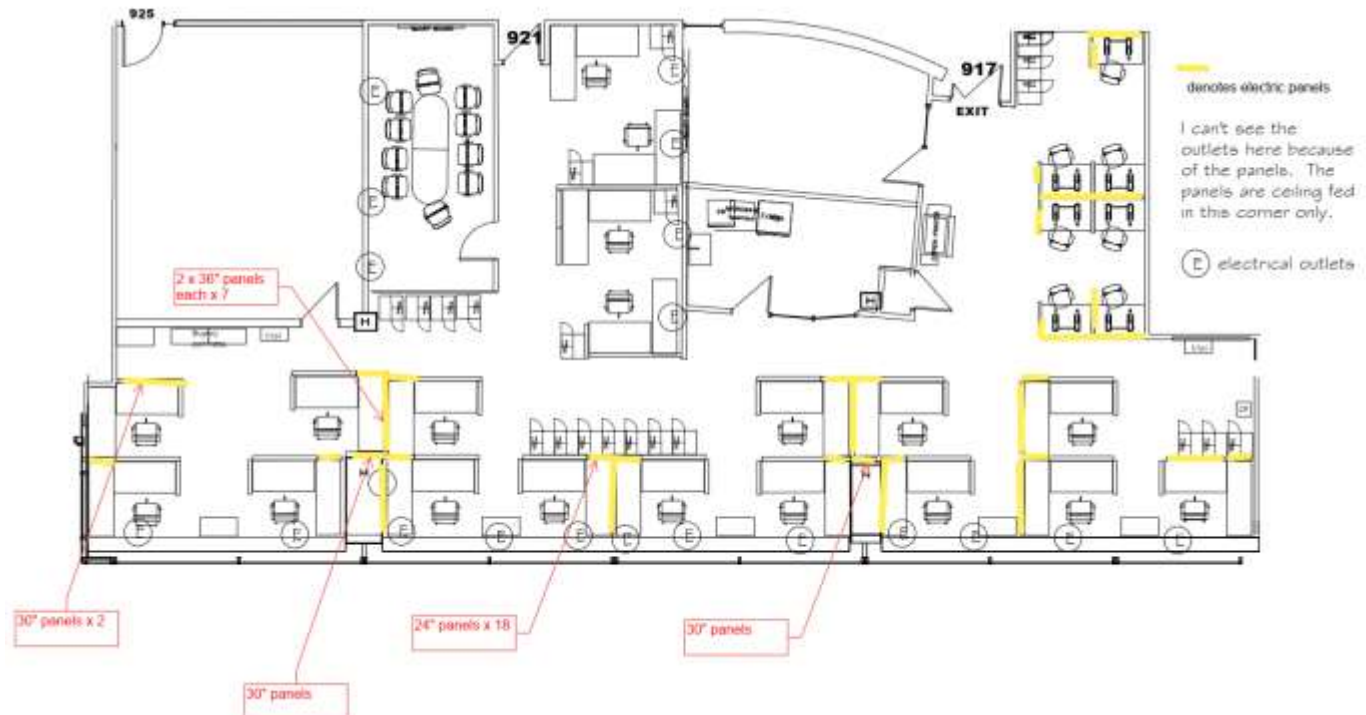 925
921
917
EXIT
denotes electric panels
I can't see the
outlets here because
of the panels. The
panels are ceiling fed
in this corner only.
E electrical outlets
E
E
E
E
E
E
E
2 x 36" panels
each x 7
H
H
H
H
E
E
E
E
E
E
E
E
E
E
E
E
30" panels x 2
24" panels x 18
30" panels
30" panels